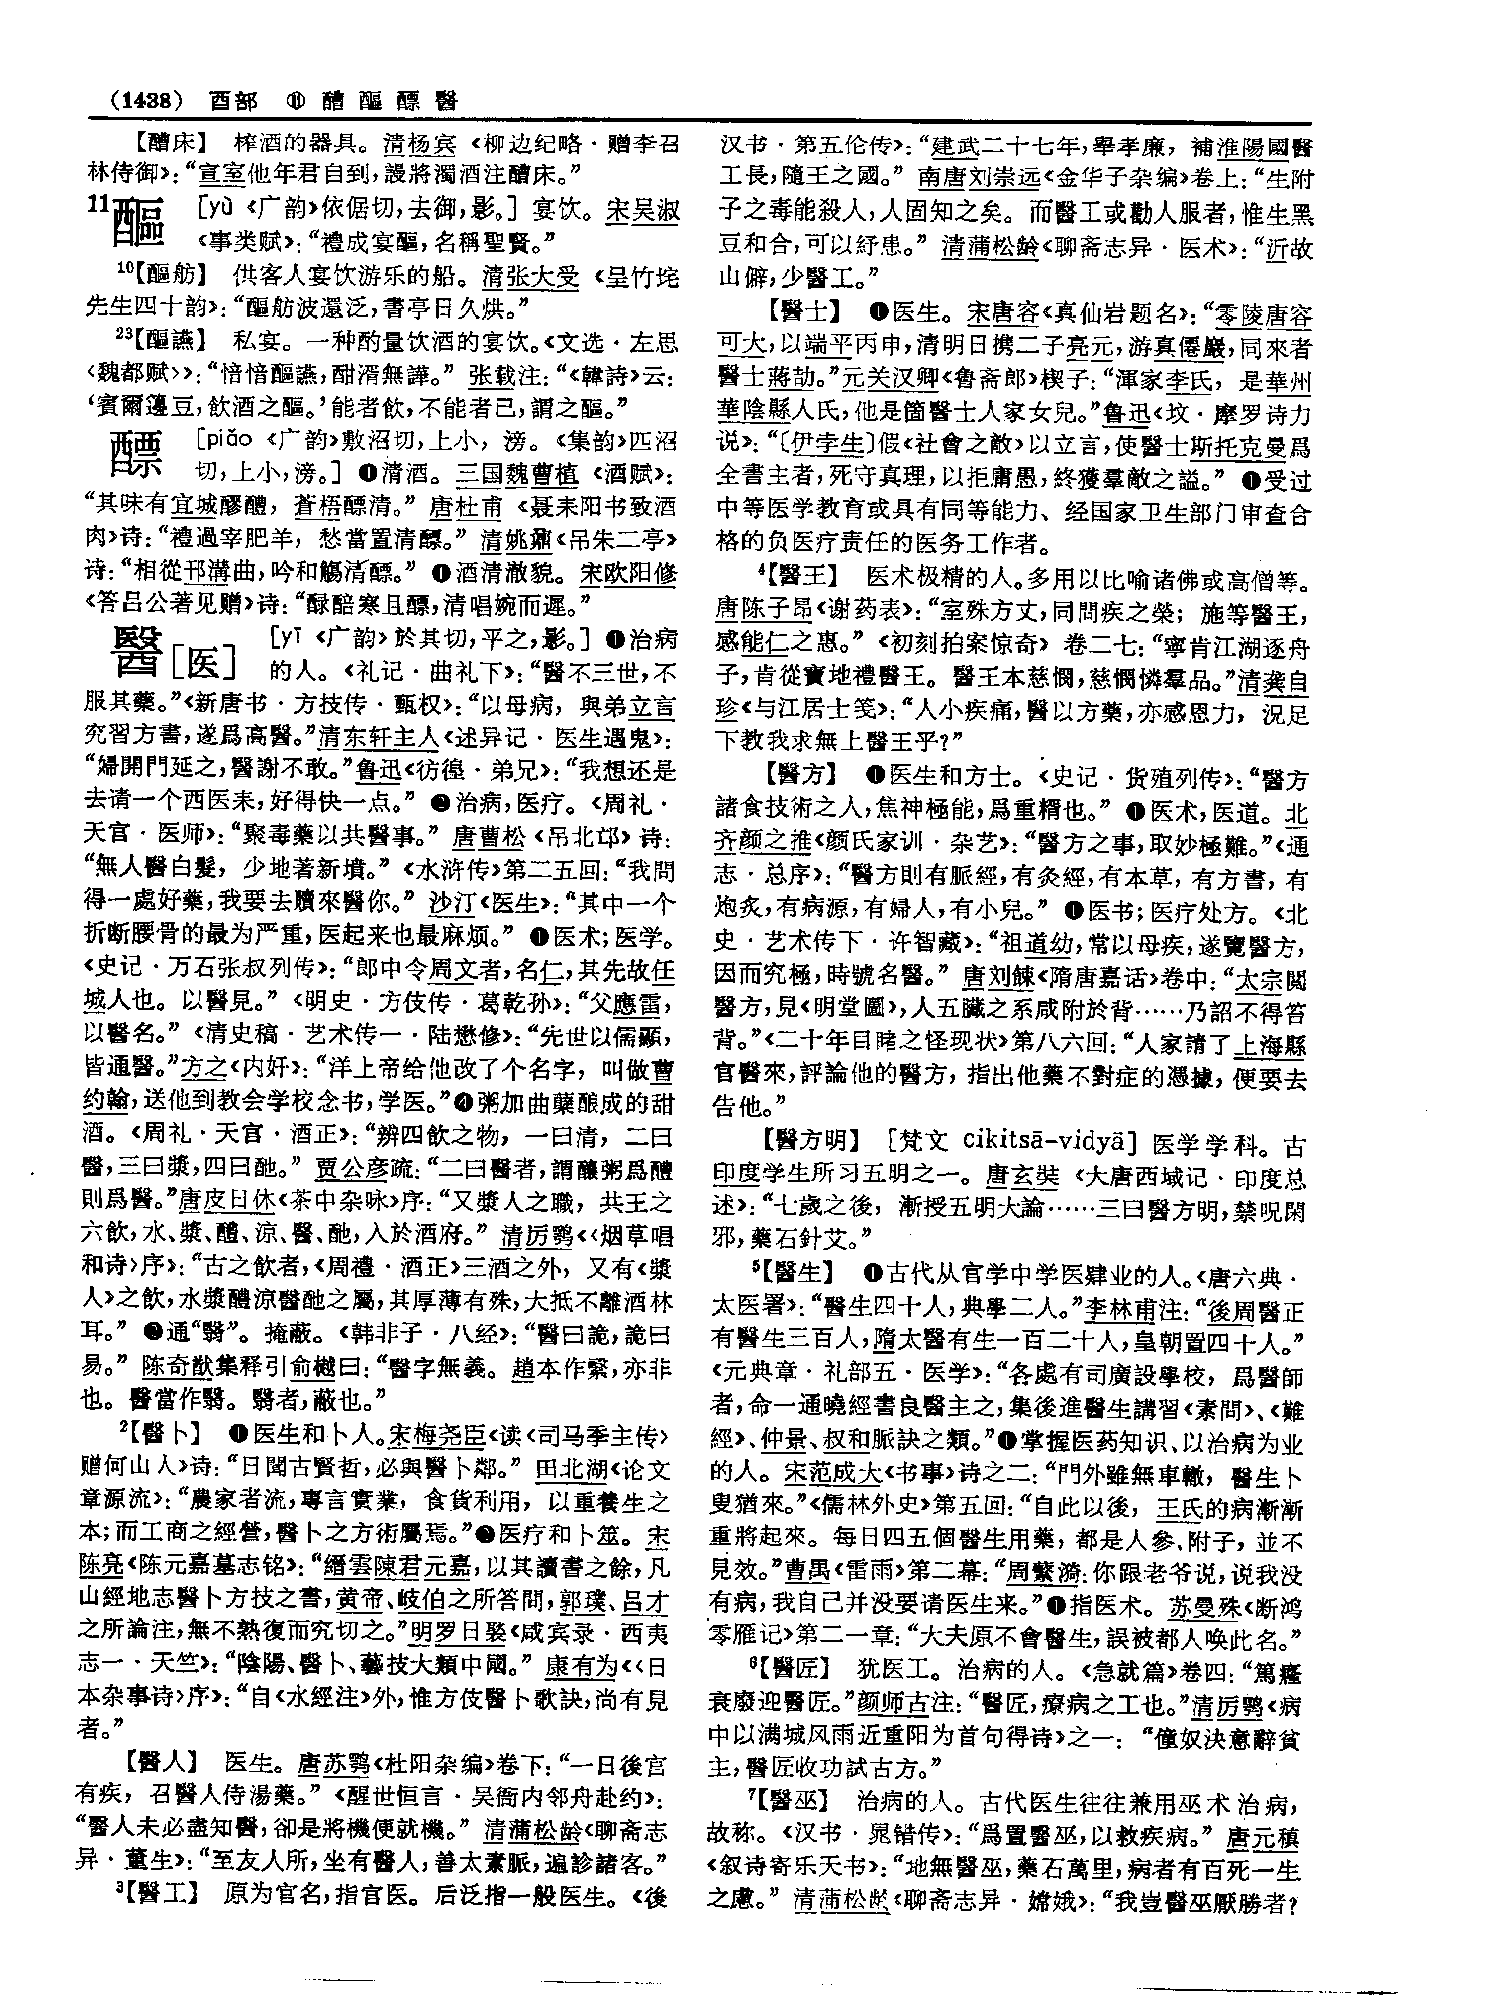 （1438） 酉部 ⑪ 醩 醧 醥 醫
【醩床】 榨酒的器具。清杨宾《柳边纪略·赠李召
林侍御》：“宣室他年君自到，謾將濁酒注醩床。”
11醧 ［yù《广韵》依倨切，去御，影。］宴饮。宋吴淑
《事类赋》：“禮成宴醧，名稱聖賢。”
10【醧舫】 供客人宴饮游乐的船。清张大受《呈竹垞
先生四十韵》：“醧舫波還泛，書亭日久烘。”
23【醧讌】 私宴。一种酌量饮酒的宴饮。《文选·左思
〈魏都赋〉》：“愔愔醧讌，酣湑無譁。”张载注：“《韓詩》云：
‘賓爾籩豆，飲酒之醧。’能者飲，不能者已，謂之醧。”
醥 ［piǎo《广韵》敷沼切，上小，滂。《集韵》匹沼
切，上小，滂。］❶清酒。三国魏曹植《酒赋》：
“其味有宜城醪醴，蒼梧醥清。”唐杜甫《聂耒阳书致酒
肉》诗：“禮過宰肥羊，愁當置清醥。”清姚鼐《吊朱二亭》
诗：“相從邗溝曲，吟和觴清醥。”❶酒清澈貌。宋欧阳修
《答吕公著见赠》诗：“醁醅寒且醥，清唱婉而遲。”
醫［医］ ［yī《广韵》於其切，平之，影。］❶治病
的人。《礼记·曲礼下》：“醫不三世，不
服其藥。”《新唐书·方技传·甄权》：“以母病，與弟立言
究習方書，遂爲高醫。”清东轩主人《述异记·医生遇鬼》：
“婦開門延之，醫謝不敢。”鲁迅《彷徨·弟兄》：“我想还是
去请一个西医来，好得快一点。”❷治病，医疗。《周礼·
天官·医师》：“聚毒藥以共醫事。”唐曹松《吊北邙》诗：
“無人醫白髮，少地著新墳。”《水浒传》第二五回：“我問
得一處好藥，我要去贖來醫你。”沙汀《医生》：“其中一个
折断腰骨的最为严重，医起来也最麻烦。”❶医术；医学。
《史记·万石张叔列传》：“郎中令周文者，名仁，其先故任
城人也。以醫見。”《明史·方伎传·葛乾孙》：“父應雷，
以醫名。”《清史稿·艺术传一·陆懋修》：“先世以儒顯，
皆通醫。”方之《内奸》：“洋上帝给他改了个名字，叫做曹
约翰，送他到教会学校念书，学医。”❹粥加曲蘖酿成的甜
酒。《周礼·天官·酒正》：“辨四飲之物，一曰清，二曰
醫，三曰漿，四曰酏。”贾公彦疏：“二曰醫者，謂釀粥爲醴
則爲醫。”唐皮日休《茶中杂咏》序：“又漿人之職，共王之
六飲，水、漿、醴、涼、醫、酏，入於酒府。”清厉鹗《〈烟草唱
和诗〉序》：“古之飲者，《周禮·酒正》三酒之外，又有《漿
人》之飲，水漿醴涼醫酏之屬，其厚薄有殊，大抵不離酒林
耳。”❷通“翳”。掩蔽。《韩非子·八经》：“醫曰詭，詭曰
易。”陈奇猷集释引俞樾曰：“醫字無義。趙本作繄，亦非
也。醫當作翳。翳者，蔽也。”
2【醫卜】 ❶医生和卜人。宋梅尧臣《读〈司马季主传〉
赠何山人》诗：“日聞古賢哲，必與醫卜鄰。”田北湖《论文
章源流》：“農家者流，專言實業，食貨利用，以重養生之
本；而工商之經營，醫卜之方術屬焉。”❷医疗和卜筮。宋
陈亮《陈元嘉墓志铭》：“縉雲陳君元嘉，以其讀書之餘，凡
山經地志醫卜方技之書，黄帝、岐伯之所答問，郭璞、吕才
之所論注，無不熟復而究切之。”明罗日褧《咸宾录·西夷
志一·天竺》：“陰陽、醫卜、藝技大類中國。”康有为《〈日
本杂事诗〉序》：“自《水經注》外，惟方伎醫卜歌訣，尚有見
者。”
【醫人】 医生。唐苏鹗《杜阳杂编》卷下：“一日後宫
有疾，召醫人侍湯藥。”《醒世恒言·吴衙内邻舟赴约》：
“醫人未必盡知醫，卻是將機便就機。”清蒲松龄《聊斋志
异·董生》：“至友人所，坐有醫人，善太素脈，遍診諸客。”
3【醫工】 原为官名，指官医。后泛指一般医生。《後
汉书·第五伦传》：“建武二十七年，舉孝廉，補淮陽國醫
工長，隨王之國。”南唐刘崇远《金华子杂编》卷上：“生附
子之毒能殺人，人固知之矣。而醫工或勸人服者，惟生黑
豆和合，可以紓患。”清蒲松龄《聊斋志异·医术》：“沂故
山僻，少醫工。”
【醫士】 ❶医生。宋唐容《真仙岩题名》：“零陵唐容
可大，以端平丙申，清明日携二子亮元，游真僊巖，同來者
醫士蔣劼。”元关汉卿《鲁斋郎》楔子：“渾家李氏，是華州
華陰縣人氏，他是箇醫士人家女兒。”鲁迅《坟·摩罗诗力
说》：“〔伊孛生〕假《社會之敵》以立言，使醫士斯托克曼爲
全書主者，死守真理，以拒庸愚，終獲羣敵之謚。”❶受过
中等医学教育或具有同等能力、经国家卫生部门审查合
格的负医疗责任的医务工作者。
4【醫王】 医术极精的人。多用以比喻诸佛或高僧等。
唐陈子昂《谢药表》：“室殊方丈，同問疾之榮；施等醫王，
感能仁之惠。”《初刻拍案惊奇》卷二七：“寧肯江湖逐舟
子，肯從寶地禮醫王。醫王本慈憫，慈憫憐羣品。”清龚自
珍《与江居士笺》：“人小疾痛，醫以方藥，亦感恩力，況足
下教我求無上醫王乎？”
【醫方】 ❶医生和方士。《史记·货殖列传》：“醫方
諸食技術之人，焦神極能，爲重糈也。”❶医术，医道。北
齐颜之推《颜氏家训·杂艺》：“醫方之事，取妙極難。”《通
志·总序》：“醫方則有脈經，有灸經，有本草，有方書，有
炮炙，有病源，有婦人，有小兒。”❶医书；医疗处方。《北
史·艺术传下·许智藏》：“祖道幼，常以母疾，遂覽醫方，
因而究極，時號名醫。”唐刘餗《隋唐嘉话》卷中：“太宗閱
醫方，見《明堂圖》，人五臟之系咸附於背……乃詔不得笞
背。”《二十年目睹之怪现状》第八六回：“人家請了上海縣
官醫來，評論他的醫方，指出他藥不對症的憑據，便要去
告他。”
【醫方明】 ［梵文 cikitsā-vidyā］医学学科。古
印度学生所习五明之一。唐玄奘《大唐西域记·印度总
述》：“七歲之後，漸授五明大論……三曰醫方明，禁呪閑
邪，藥石針艾。”
5【醫生】 ❶古代从官学中学医肄业的人。《唐六典·
太医署》：“醫生四十人，典學二人。”李林甫注：“後周醫正
有醫生三百人，隋太醫有生一百二十人，皇朝置四十人。”
《元典章·礼部五·医学》：“各處有司廣設學校，爲醫師
者，命一通曉經書良醫主之，集後進醫生講習《素問》、《難
經》、仲景、叔和脈訣之類。”❶掌握医药知识、以治病为业
的人。宋范成大《书事》诗之二：“門外雖無車轍，醫生卜
叟猶來。”《儒林外史》第五回：“自此以後，王氏的病漸漸
重將起來。每日四五個醫生用藥，都是人參、附子，並不
見效。”曹禺《雷雨》第二幕：“周繁漪：你跟老爷说，说我没
有病，我自己并没要请医生来。”❶指医术。苏曼殊《断鸿
零雁记》第二一章：“大夫原不會醫生，誤被都人唤此名。”
6【醫匠】 犹医工。治病的人。《急就篇》卷四：“篤癃
衰廢迎醫匠。”颜师古注：“醫匠，療病之工也。”清厉鹗《病
中以满城风雨近重阳为首句得诗》之一：“僮奴決意辭貧
主，醫匠收功試古方。”
7【醫巫】 治病的人。古代医生往往兼用巫术治病，
故称。《汉书·晁错传》：“爲置醫巫，以救疾病。”唐元稹
《叙诗寄乐天书》：“地無醫巫，藥石萬里，病者有百死一生
之慮。”清蒲松龄《聊斋志异·嫦娥》：“我豈醫巫厭勝者？